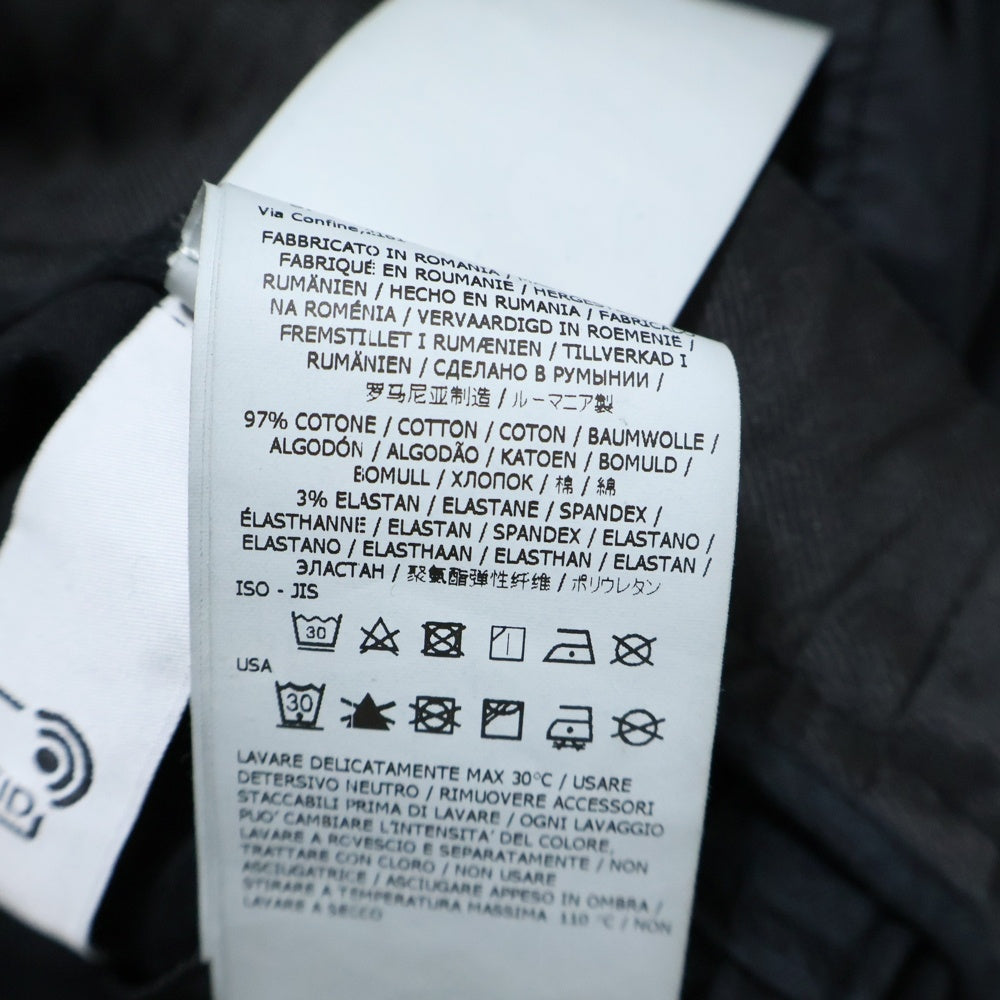 Via Confine,
FABBRICATO IN ROMANIA /
FABRIQUÉ EN ROUMANIE /
RUMÄNIEN / HECHO EN RUMANIA /
NA ROMÉNIA / VERVAARDIGD IN ROEMENIË /
FREMSTILLET I RUMÆNIEN / TILLVERKAD I
RUMÄNIEN / СДЕЛАНО В РУМЫНИИ /
罗马尼亚制造 / ルーマニア製
97% COTONE / COTTON / COTON / BAUMWOLLE /
ALGODÓN / ALGODÃO / KATOEN / BOMULD /
BOMULL / ХЛОПОК / 棉 / 綿
3% ELASTAN / ELASTANE / SPANDEX /
ÉLASTHANNE / ELASTAN / SPANDEX / ELASTANO /
ELASTANO / ELASTHAAN / ELASTHAN / ELASTAN /
ЭЛАСТАН / 聚氨酯弹性纤维 / ポリウレタン
ISO - JIS
30
USA
30
LAVARE DELICATAMENTE MAX 30°C / USARE
DETERSIVO NEUTRO / RIMUOVERE ACCESSORI
STACCABILI PRIMA DI LAVARE / OGNI LAVAGGIO
PUO' CAMBIARE L'INTENSITA' DEL COLORE,
LAVARE A ROVESCIO E SEPARATAMENTE / NON
TRATTARE CON CLORO / NON USARE
ASCIUGATRICE / ASCIUGARE APPESO IN OMBRA /
STIRARE A TEMPERATURA MASSIMA 110 °C / NON
LAVARE A SECCO